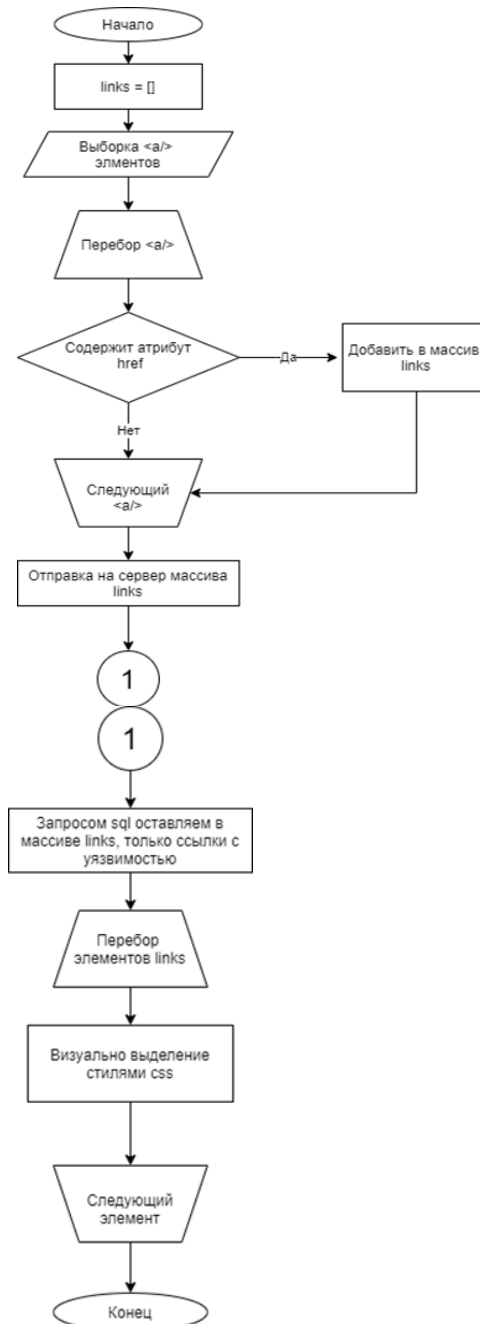 Начало
links = []
Выборка <a/>
элментов
Перебор <a/>
Содержит атрибут
href
Да
Добавить в массив
links
Нет
Следующий
<a/>
Отправка на сервер массива
links
1
1
Запросом sql оставляем в
массиве links, только ссылки с
уязвимостью
Перебор
элементов links
Визуально выделение
стилями css
Следующий
элемент
Конец